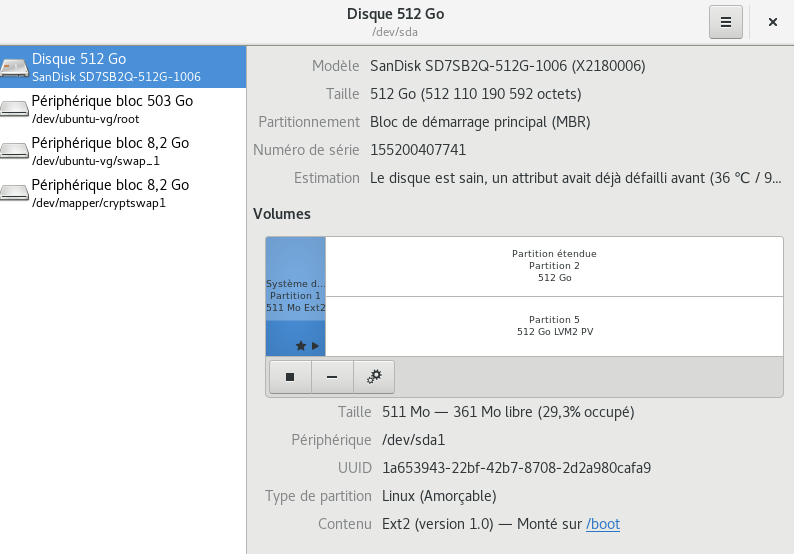 Disque 512 Go
/dev/sda
Disque 512 Go
SanDisk SD7SB2Q-512G-1006
Périphérique bloc 503 Go
/dev/ubuntu-vg/root
Périphérique bloc 8,2 Go
/dev/ubuntu-vg/swap_1
Périphérique bloc 8,2 Go
/dev/mapper/cryptswap1
Modèle SanDisk SD7SB2Q-512G-1006 (X2180006)
Taille 512 Go (512 110 190 592 octets)
Partitionnement Bloc de démarrage principal (MBR)
Numéro de série 155200407741
Estimation Le disque est sain, un attribut avait déjà défailli avant (36 °C / 9...
Volumes
Système d...
Partition 1
511 Mo Ext2
Partition étendue
Partition 2
512 Go
Partition 5
512 Go LVM2 PV
Taille 511 Mo — 361 Mo libre (29,3% occupé)
Périphérique /dev/sda1
UUID 1a653943-22bf-42b7-8708-2d2a980cafa9
Type de partition Linux (Amorçable)
Contenu Ext2 (version 1.0) — Monté sur /boot